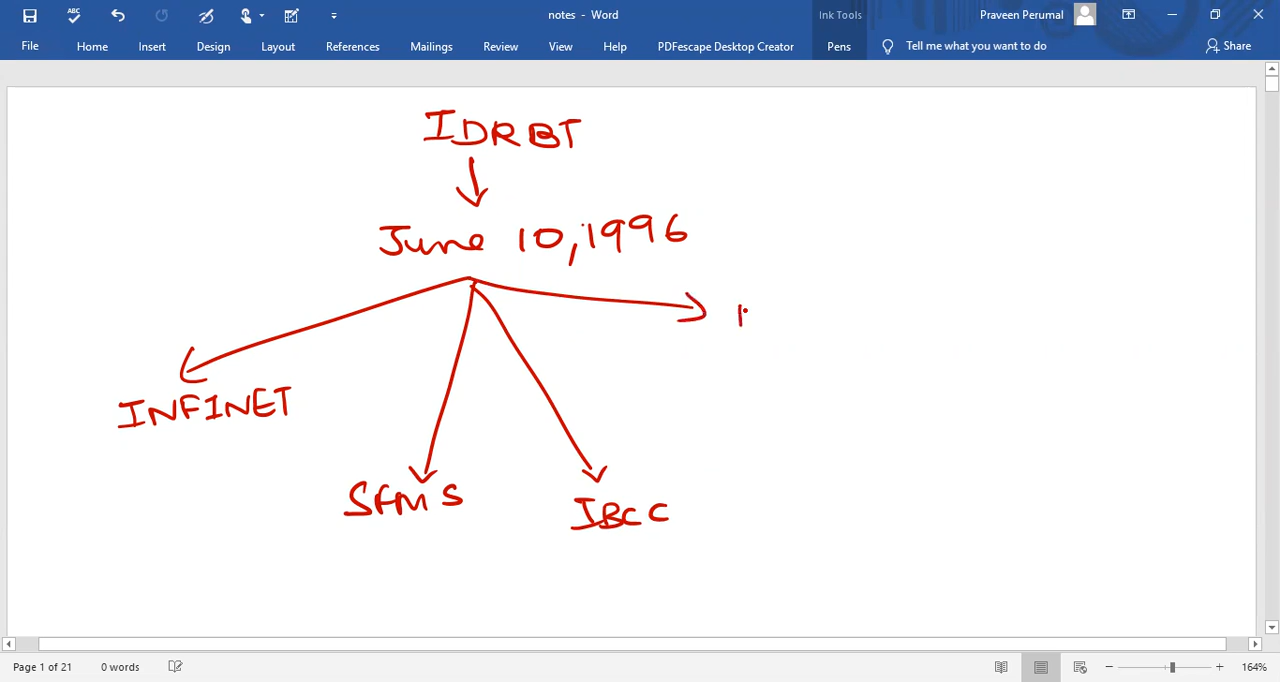 notes - Word
Ink Tools
Praveen Perumal
File Home Insert Design Layout References Mailings Review View Help PDFescape Desktop Creator Pens Tell me what you want to do Share
IDRBT
June 10,1996
INFINET
SFMS IBCC
Page 1 of 21 0 words 164%